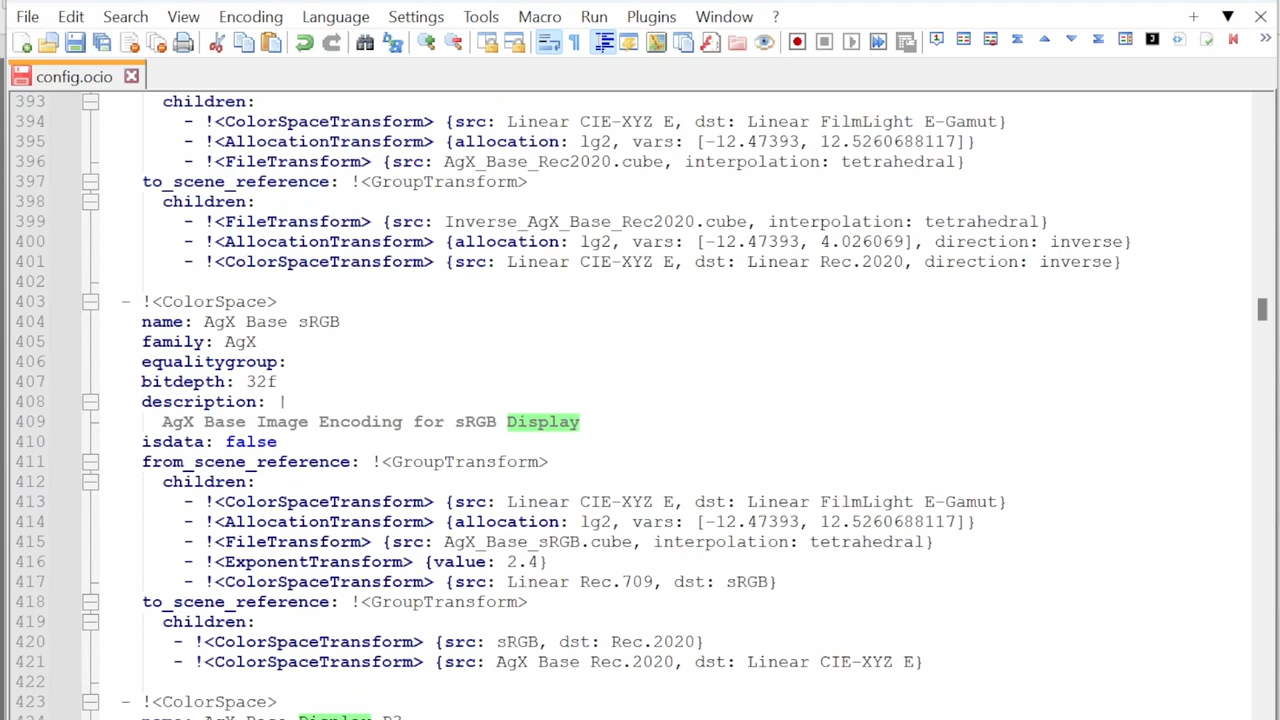 File Edit Search View Encoding Language Settings Tools Macro Run Plugins Window ?
config.ocio
393 children:
394 - !<ColorSpaceTransform> {src: Linear CIE-XYZ E, dst: Linear FilmLight E-Gamut}
395 - !<AllocationTransform> {allocation: lg2, vars: [-12.47393, 12.5260688117]}
396 - !<FileTransform> {src: AgX_Base_Rec2020.cube, interpolation: tetrahedral}
397 to_scene_reference: !<GroupTransform>
398 children:
399 - !<FileTransform> {src: Inverse_AgX_Base_Rec2020.cube, interpolation: tetrahedral}
400 - !<AllocationTransform> {allocation: lg2, vars: [-12.47393, 4.026069], direction: inverse}
401 - !<ColorSpaceTransform> {src: Linear CIE-XYZ E, dst: Linear Rec.2020, direction: inverse}
402
403 - !<ColorSpace>
404 name: AgX Base sRGB
405 family: AgX
406 equalitygroup:
407 bitdepth: 32f
408 description: |
409 AgX Base Image Encoding for sRGB Display
410 isdata: false
411 from_scene_reference: !<GroupTransform>
412 children:
413 - !<ColorSpaceTransform> {src: Linear CIE-XYZ E, dst: Linear FilmLight E-Gamut}
414 - !<AllocationTransform> {allocation: lg2, vars: [-12.47393, 12.5260688117]}
415 - !<FileTransform> {src: AgX_Base_sRGB.cube, interpolation: tetrahedral}
416 - !<ExponentTransform> {value: 2.4}
417 - !<ColorSpaceTransform> {src: Linear Rec.709, dst: sRGB}
418 to_scene_reference: !<GroupTransform>
419 children:
420 - !<ColorSpaceTransform> {src: sRGB, dst: Rec.2020}
421 - !<ColorSpaceTransform> {src: AgX Base Rec.2020, dst: Linear CIE-XYZ E}
422
423 - !<ColorSpace>
424 name: AgX Base Display P3